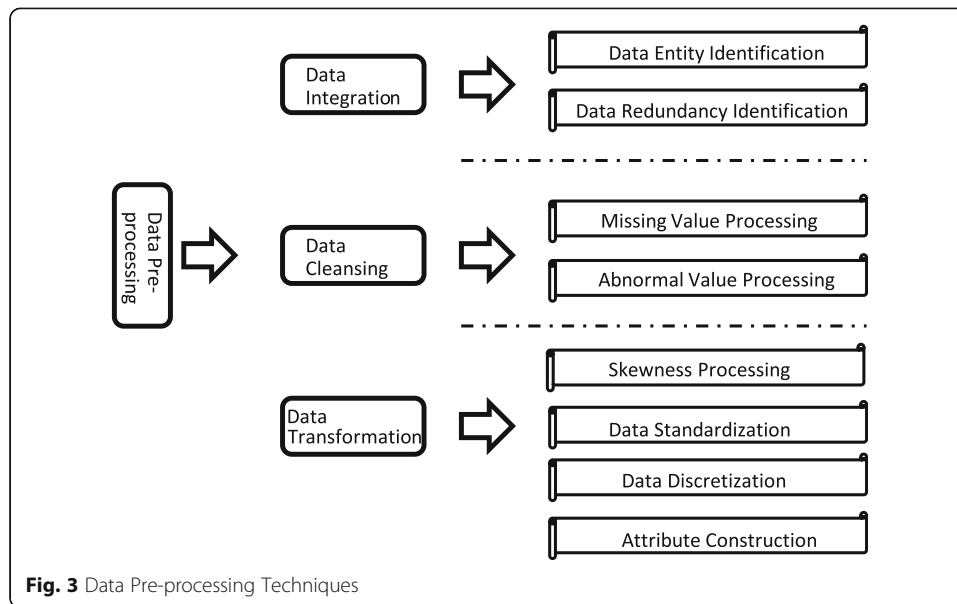 Data Pre-
processing
Data
Integration
Data Entity Identification
Data Redundancy Identification
Data
Cleansing
Missing Value Processing
Abnormal Value Processing
Data
Transformation
Skewness Processing
Data Standardization
Data Discretization
Attribute Construction
Fig. 3 Data Pre-processing Techniques